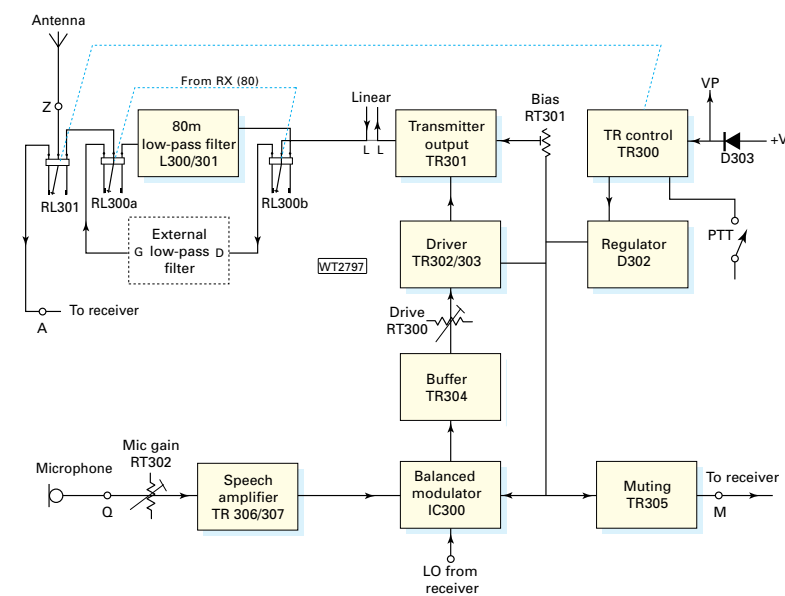 Antenna
From RX (80)
Z
80m
low-pass filter
L300/301
Linear
L L
Transmitter
output
TR301
Bias
RT301
TR control
TR300
VP
+V
D303
RL301
RL300a
RL300b
External
G low-pass D
filter
WT2797
Driver
TR302/303
Regulator
D302
PTT
To receiver
A
Drive
RT300
Buffer
TR304
Mic gain
RT302
Microphone
Q
Speech
amplifier
TR 306/307
Balanced
modulator
IC300
Muting
TR305
To receiver
M
LO from
receiver